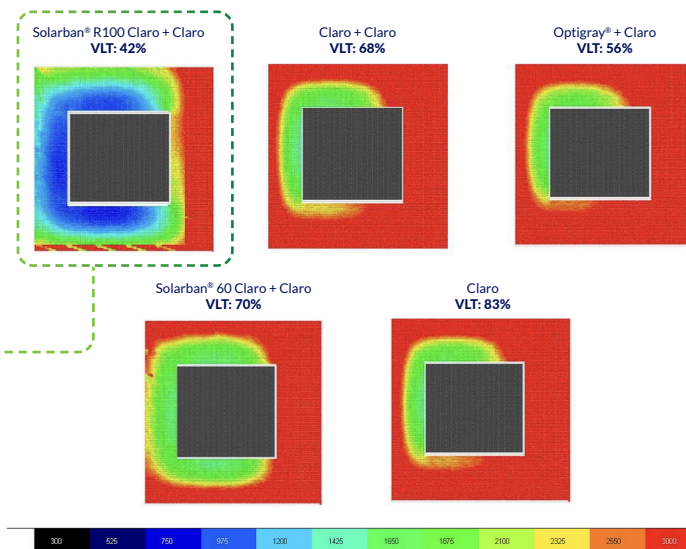 Solarban® R100 Claro + Claro
VLT: 42%
Claro + Claro
VLT: 68%
Optigray® + Claro
VLT: 56%
Solarban® 60 Claro + Claro
VLT: 70%
Claro
VLT: 83%
300 525 750 975 1200 1425 1650 1875 2100 2325 2550 3000